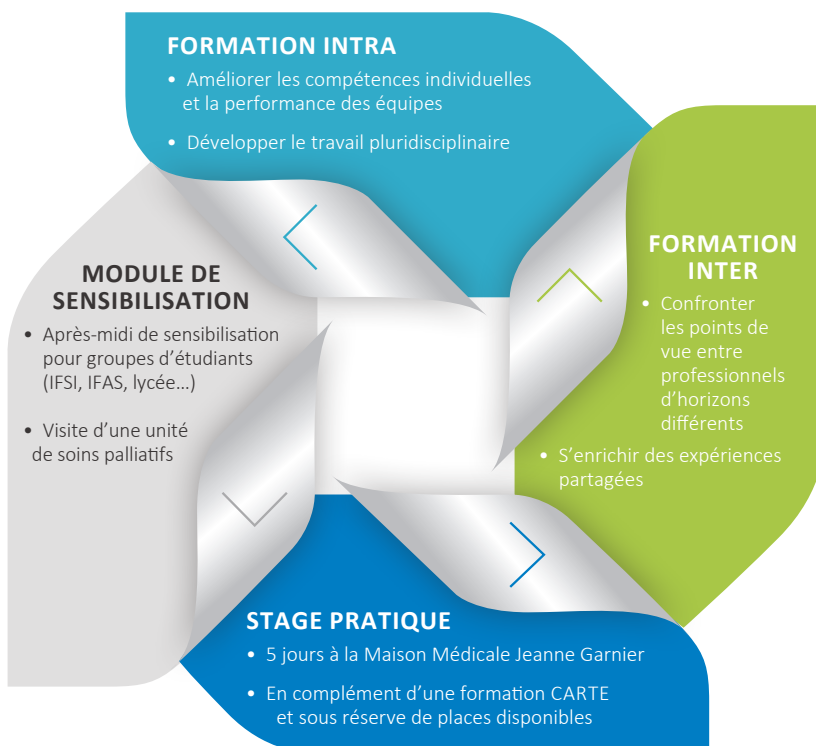 FORMATION INTRA
• Améliorer les compétences individuelles
et la performance des équipes
• Développer le travail pluridisciplinaire
FORMATION
INTER
• Confronter
les points de
vue entre
professionnels
d’horizons
différents
• S’enrichir des expériences
partagées
MODULE DE
SENSIBILISATION
• Après-midi de sensibilisation
pour groupes d’étudiants
(IFSI, IFAS, lycée...)
• Visite d’une unité
de soins palliatifs
STAGE PRATIQUE
• 5 jours à la Maison Médicale Jeanne Garnier
• En complément d’une formation CARTE
et sous réserve de places disponibles